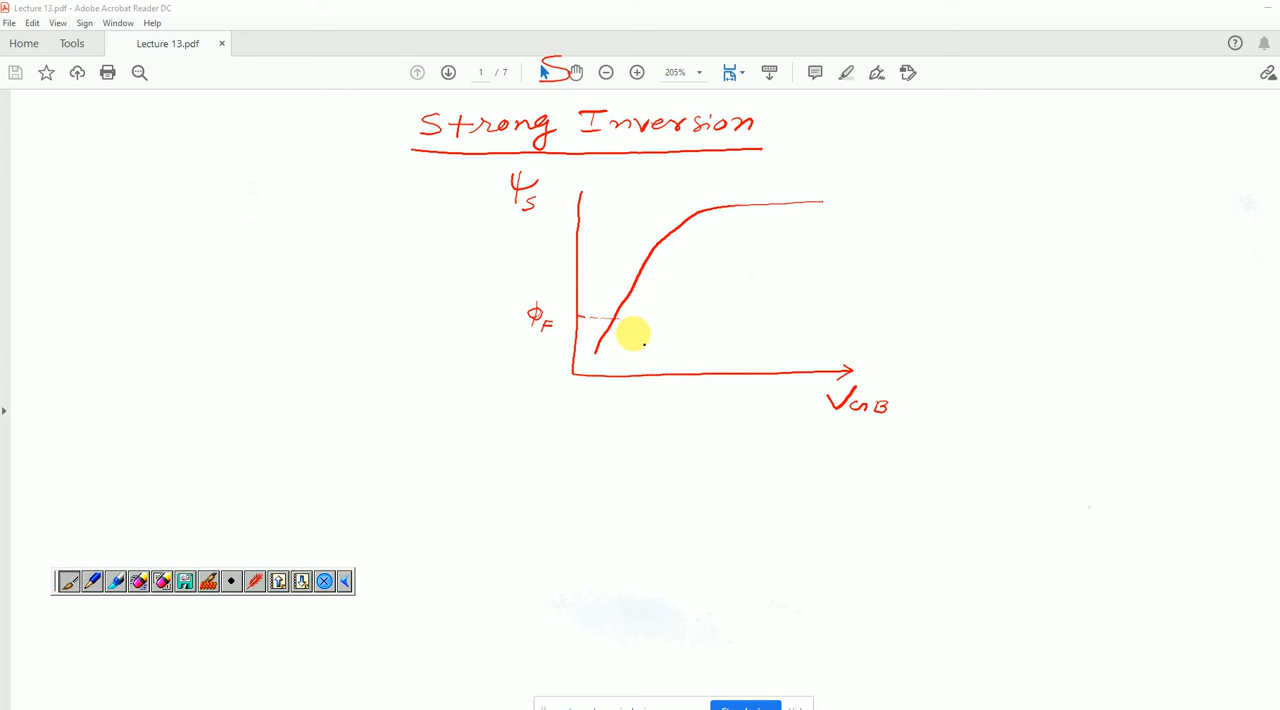 Lecture 13.pdf - Adobe Acrobat Reader DC
File Edit View Sign Window Help
Home Tools Lecture 13.pdf ×
1 / 7 205%
S
Strong Inversion
ψS
ϕF
VGB